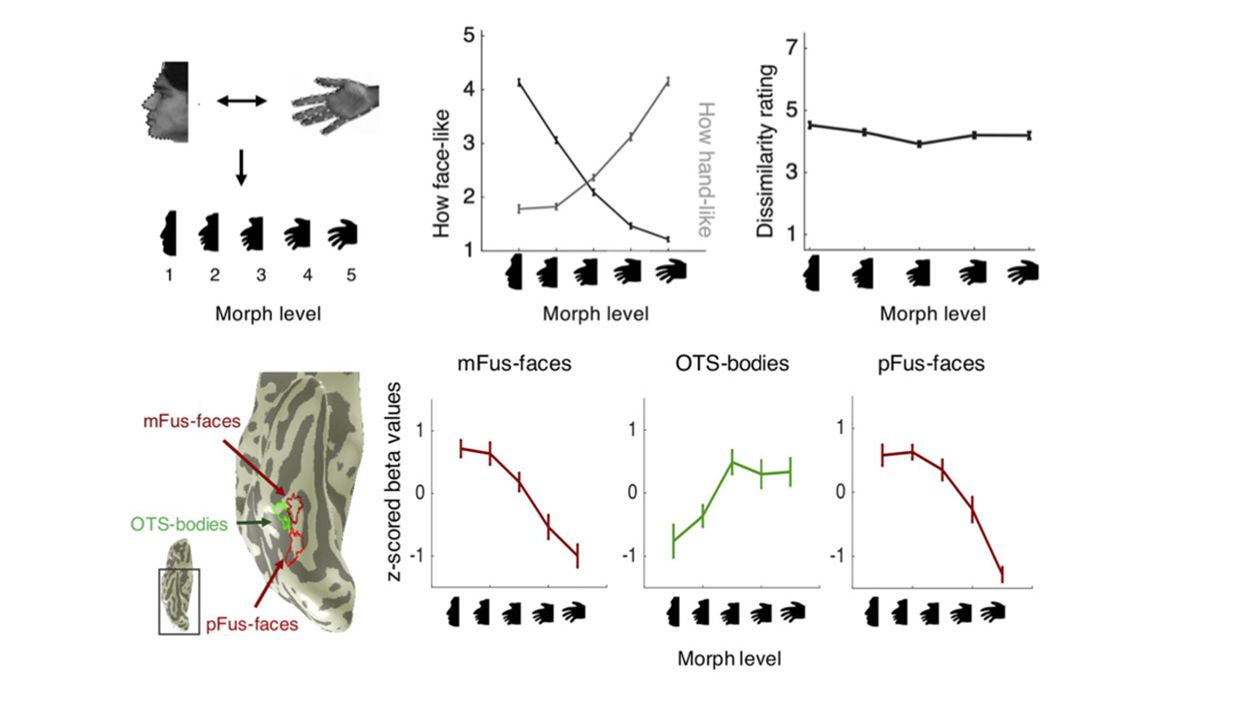 5
4
3
2
1
How face-like
How hand-like
Morph level
7
5
3
1
Dissimilarity rating
Morph level
1 2 3 4 5
Morph level
mFus-faces
OTS-bodies
pFus-faces
mFus-faces
OTS-bodies
pFus-faces
z-scored beta values
1
0
-1
1
0
-1
1
0
-1
Morph level